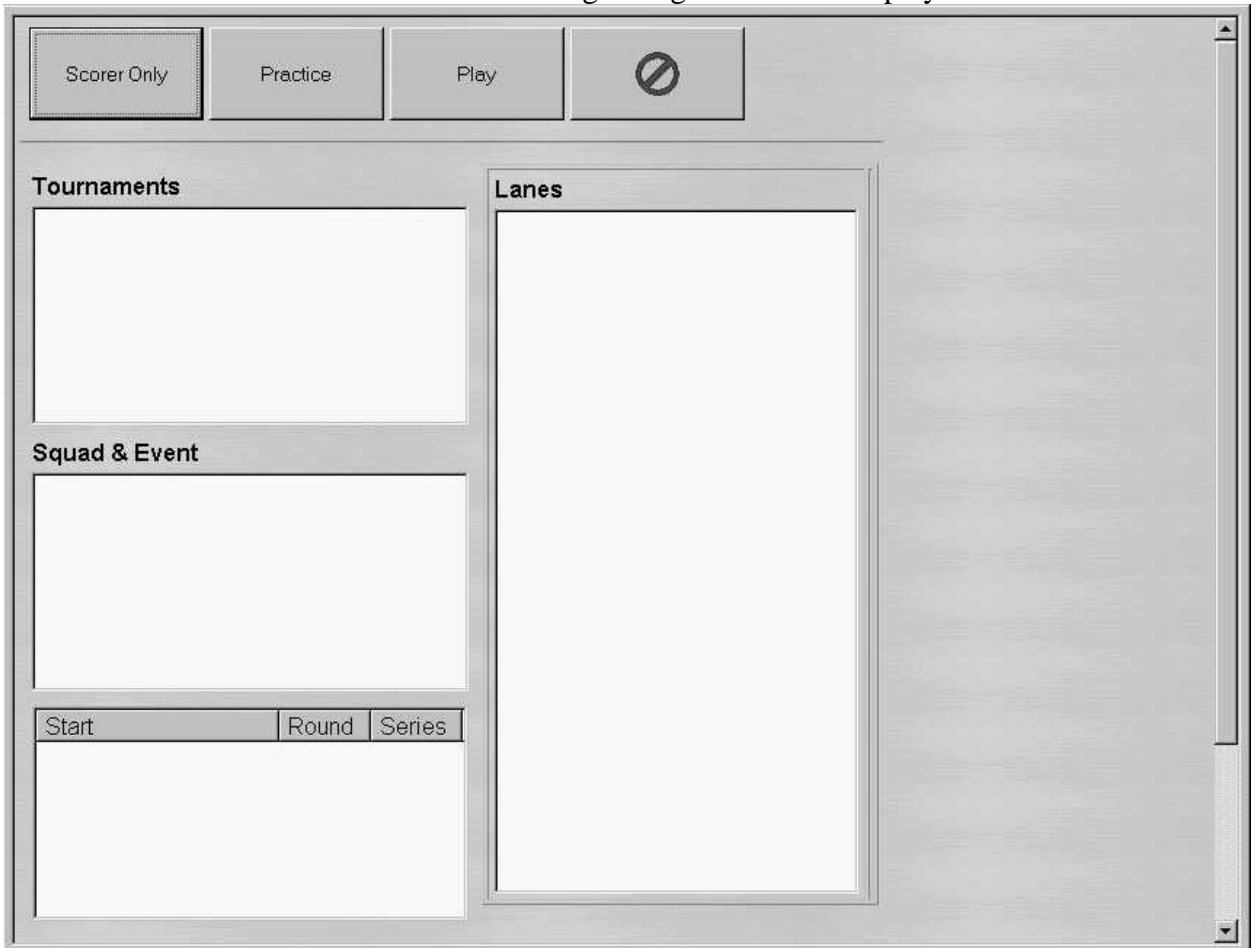 Scorer Only
Practice
Play
Tournaments
Lanes
Squad & Event
Start Round Series